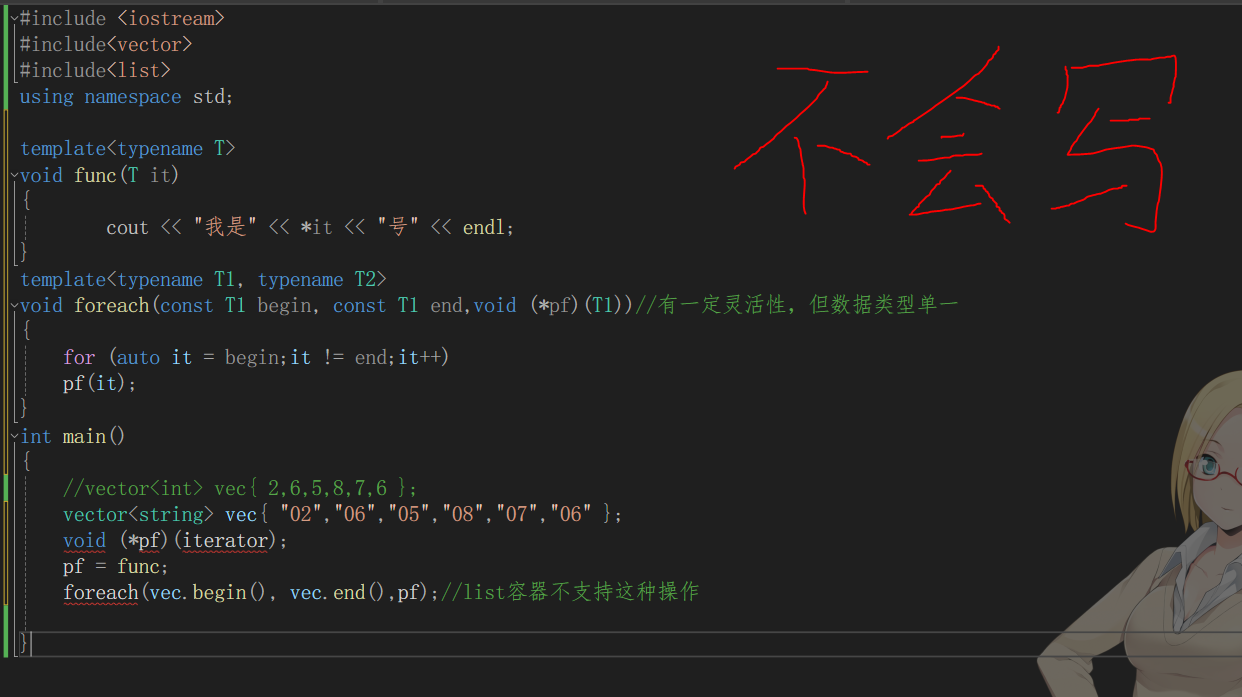 #include <iostream>
#include<vector>
#include<list>
using namespace std;
不会写
template<typename T>
void func(T it)
{
cout << "我是" << *it << "号" << endl;
}
template<typename T1, typename T2>
void foreach(const T1 begin, const T1 end,void (*pf)(T1))//有一定灵活性，但数据类型单一
{
for (auto it = begin;it != end;it++)
pf(it);
}
int main()
{
//vector<int> vec{ 2,6,5,8,7,6 };
vector<string> vec{ "02","06","05","08","07","06" };
void (*pf)(iterator);
pf = func;
foreach(vec.begin(), vec.end(),pf);//list容器不支持这种操作
}